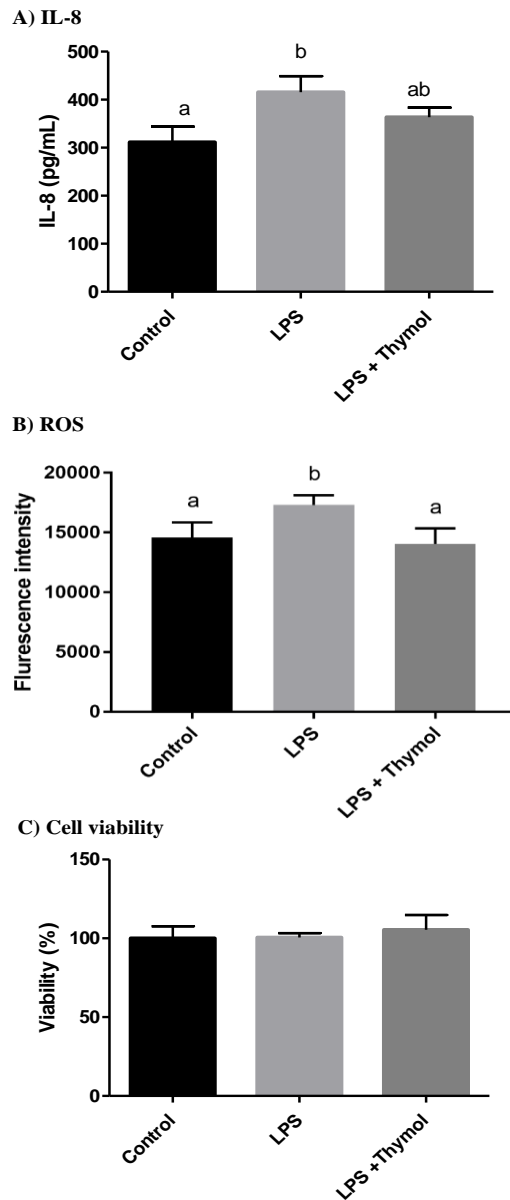 A) IL-8
IL-8 (pg/mL)
500
400
300
200
100
0
a
b
ab
Control
LPS
LPS + Thymol
B) ROS
Flurescence intensity
20000
15000
10000
5000
0
a
b
a
Control
LPS
LPS + Thymol
C) Cell viability
Viability (%)
150
100
50
0
Control
LPS
LPS +Thymol